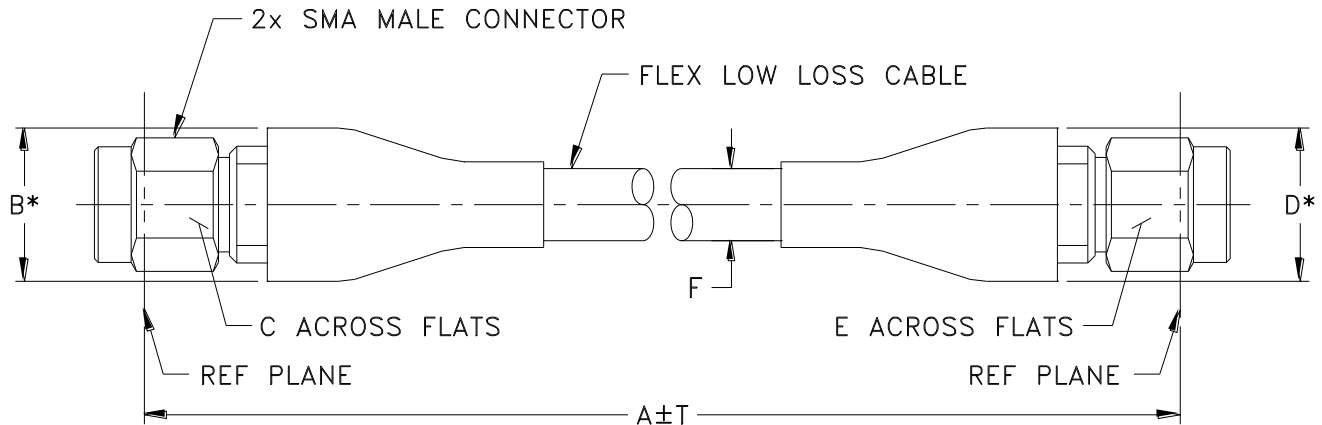 2x SMA MALE CONNECTOR
FLEX LOW LOSS CABLE
B*
D*
F
C ACROSS FLATS
E ACROSS FLATS
REF PLANE
REF PLANE
A±T